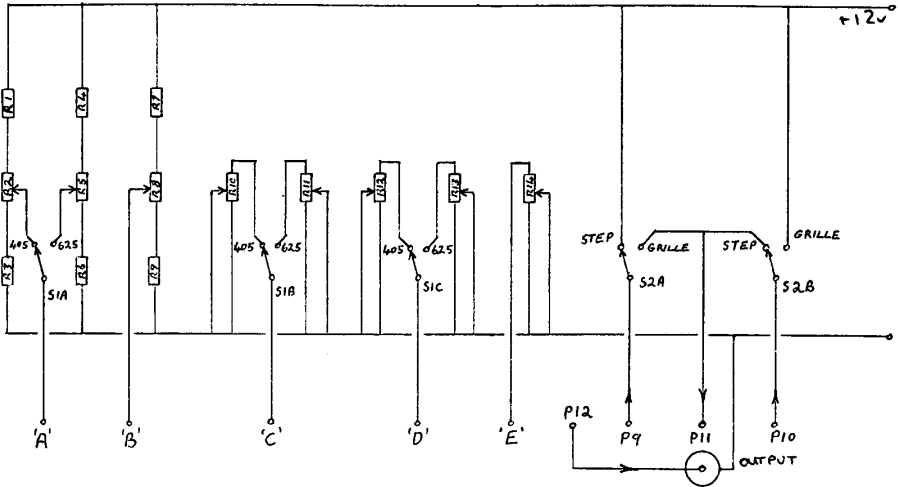 +12v
R1
R4
R7
R2
R5
R8
R10
R11
R12
R13
R14
405
625
405
625
405
625
STEP
GRILLE
STEP
GRILLE
R3
R6
R9
S1A
S1B
S1C
S2A
S2B
'A'
'B'
'C'
'D'
'E'
P12
P9
P11
P10
OUTPUT